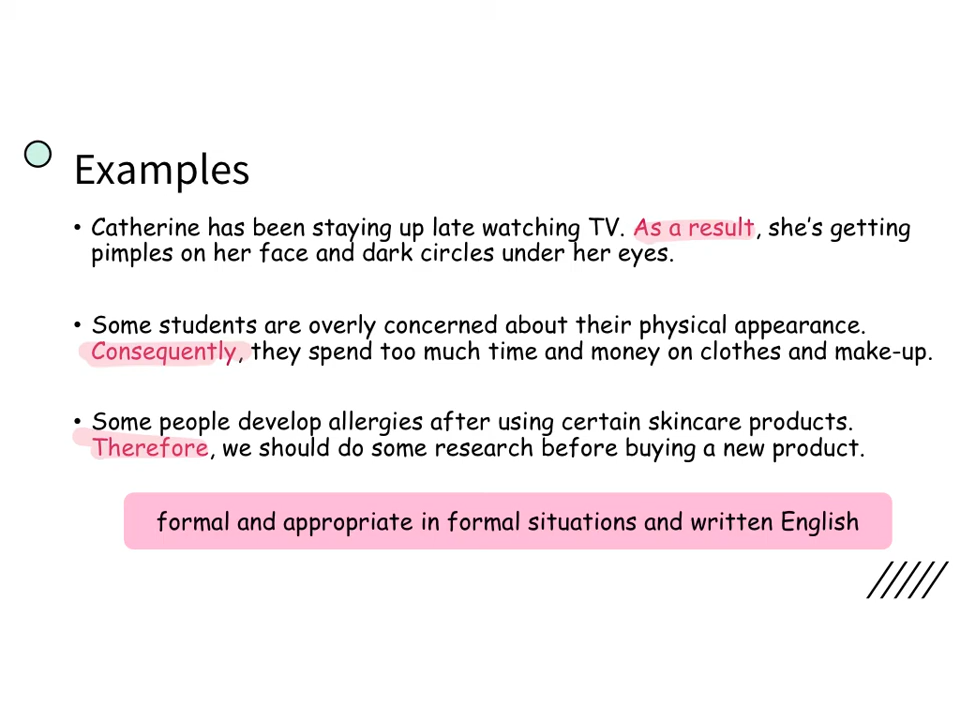 Examples
• Catherine has been staying up late watching TV. As a result, she's getting
pimples on her face and dark circles under her eyes.
• Some students are overly concerned about their physical appearance.
Consequently, they spend too much time and money on clothes and make-up.
• Some people develop allergies after using certain skincare products.
Therefore, we should do some research before buying a new product.
formal and appropriate in formal situations and written English